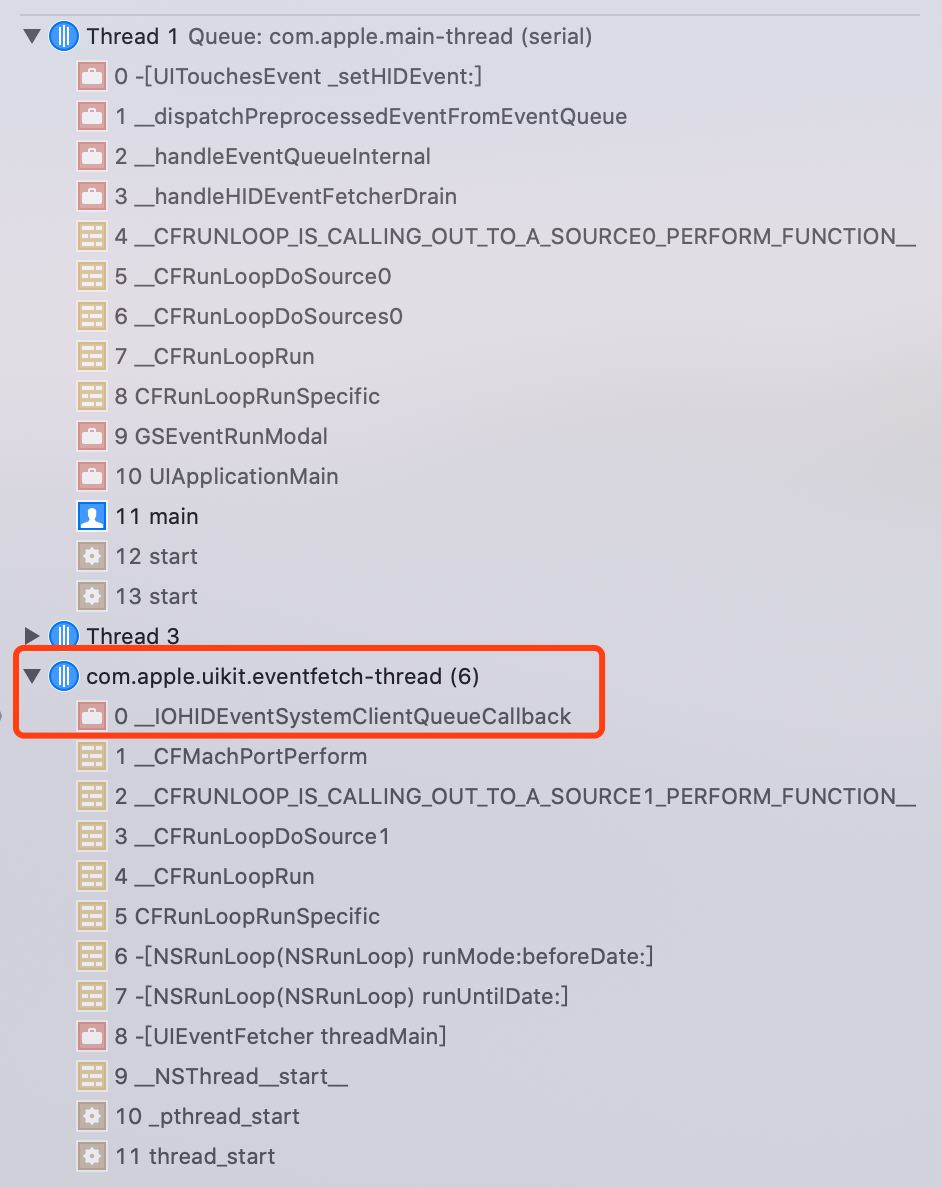 Thread 1 Queue: com.apple.main-thread (serial)
0 -[UITouchesEvent _setHIDEvent:]
1 __dispatchPreprocessedEventFromEventQueue
2 __handleEventQueueInternal
3 __handleHIDEventFetcherDrain
4 __CFRUNLOOP_IS_CALLING_OUT_TO_A_SOURCE0_PERFORM_FUNCTION__
5 __CFRunLoopDoSource0
6 __CFRunLoopDoSources0
7 __CFRunLoopRun
8 CFRunLoopRunSpecific
9 GSEventRunModal
10 UIApplicationMain
11 main
12 start
13 start
Thread 3
com.apple.uikit.eventfetch-thread (6)
0 __IOHIDEventSystemClientQueueCallback
1 __CFMachPortPerform
2 __CFRUNLOOP_IS_CALLING_OUT_TO_A_SOURCE1_PERFORM_FUNCTION__
3 __CFRunLoopDoSource1
4 __CFRunLoopRun
5 CFRunLoopRunSpecific
6 -[NSRunLoop(NSRunLoop) runMode:beforeDate:]
7 -[NSRunLoop(NSRunLoop) runUntilDate:]
8 -[UIEventFetcher threadMain]
9 __NSThread__start__
10 _pthread_start
11 thread_start